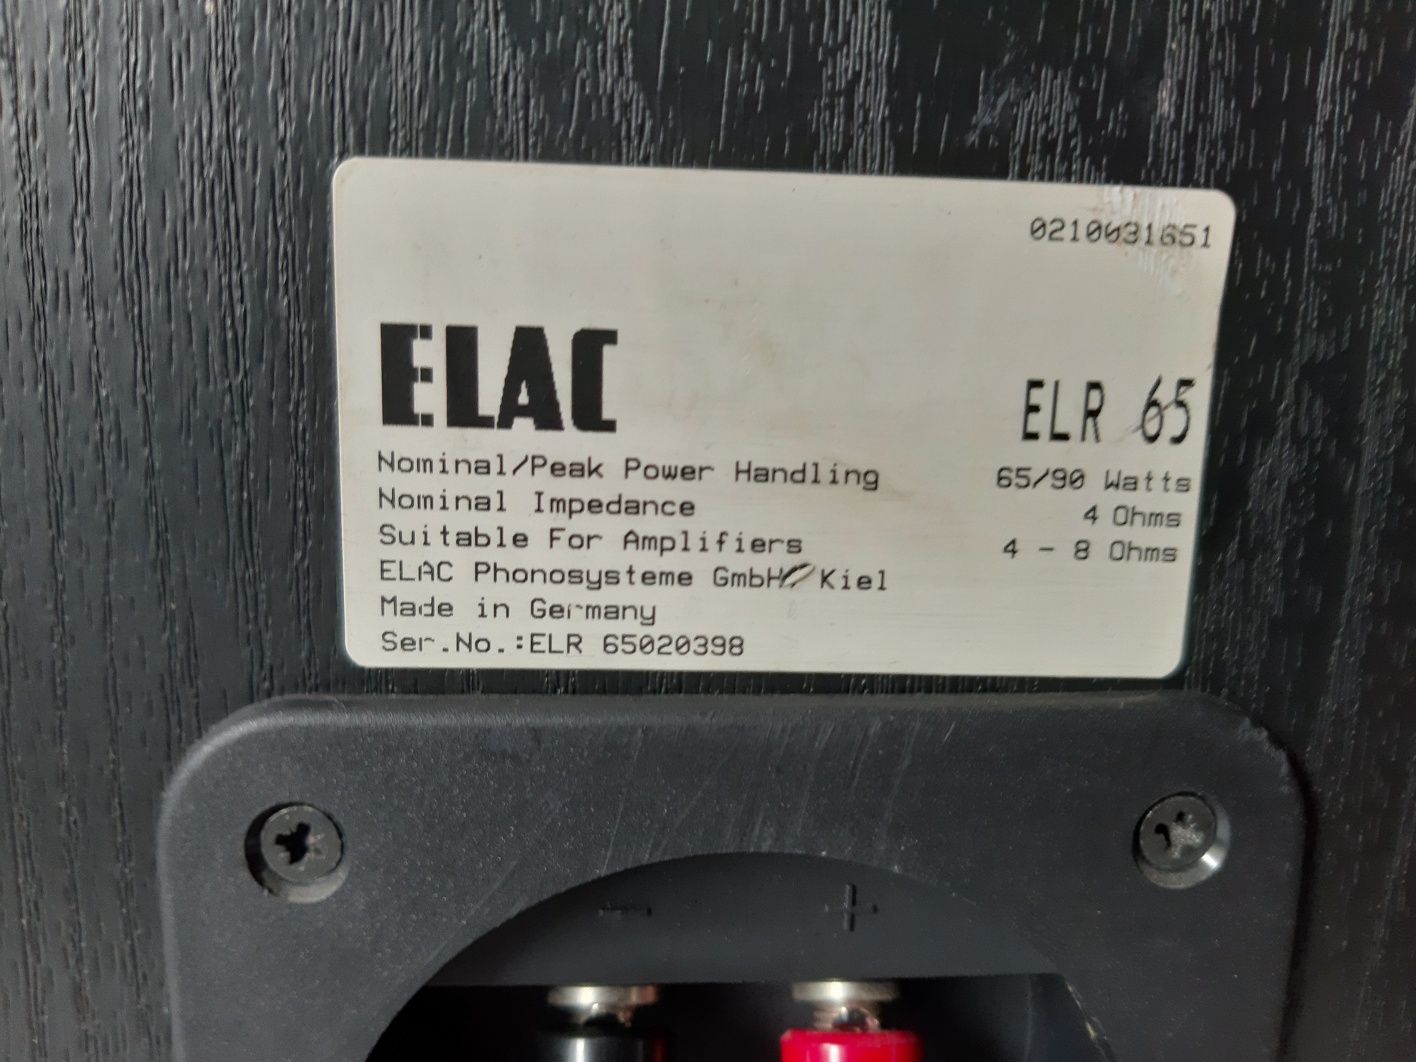 0210031651
ELAC
ELR 65
Nominal/Peak Power Handling 65/90 Watts
Nominal Impedance 4 Ohms
Suitable For Amplifiers 4 - 8 Ohms
ELAC Phonosysteme GmbH Kiel
Made in Germany
Ser.No.:ELR 65020398
- +